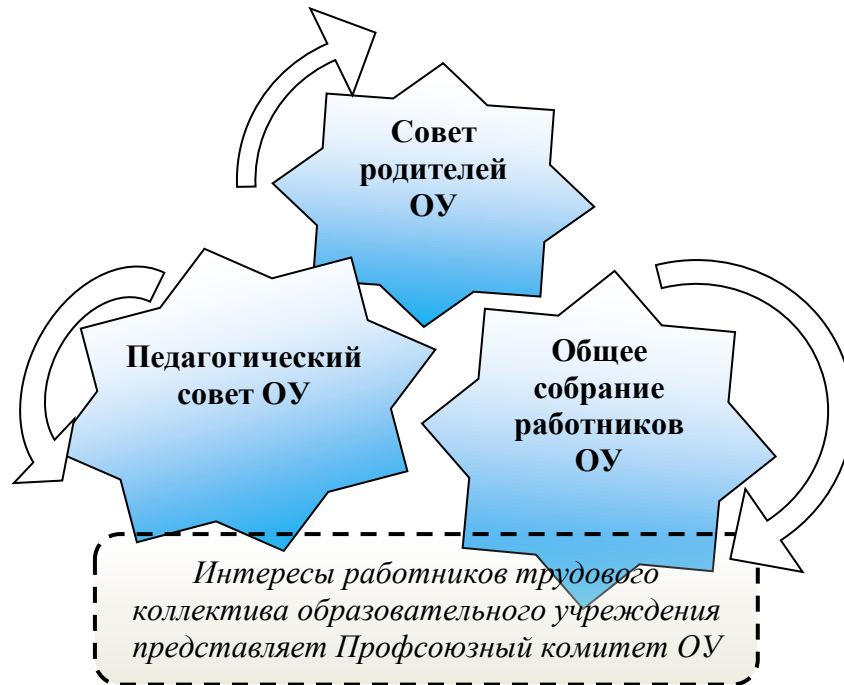 Совет
родителей
ОУ
Педагогический
совет ОУ
Общее
собрание
работников
ОУ
Интересы работников трудового
коллектива образовательного учреждения
представляет Профсоюзный комитет ОУ